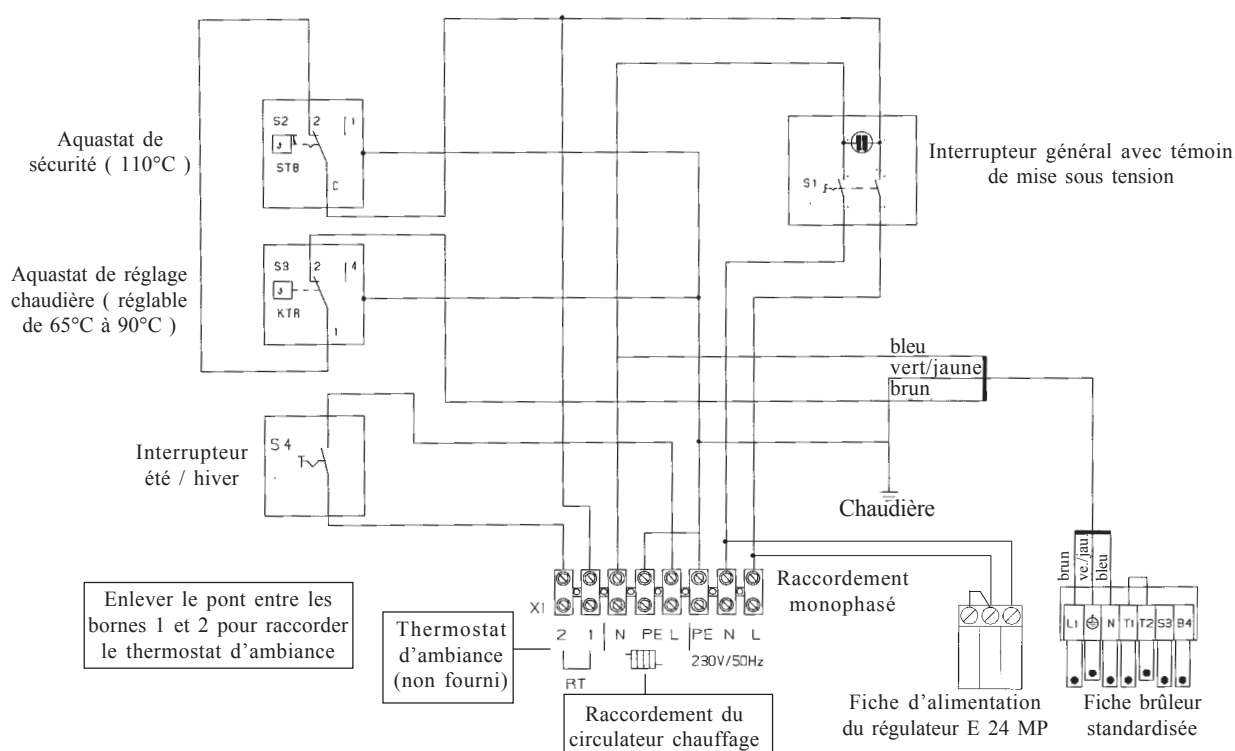 S2
2
1
STB
C
Aquastat de
sécurité ( 110°C )
S1
Interrupteur général avec témoin
de mise sous tension
S3
2
4
KTR
1
Aquastat de réglage
chaudière ( réglable
de 65°C à 90°C )
bleu
vert/jaune
brun
S4
Interrupteur
été / hiver
Chaudière
brun
ve./jau.
bleu
Enlever le pont entre les
bornes 1 et 2 pour raccorder
le thermostat d'ambiance
Thermostat
d'ambiance
(non fourni)
X1
2 1 N PE L PE N L
RT
230V/50Hz
Raccordement
monophasé
Raccordement du
circulateur chauffage
Fiche d'alimentation
du régulateur E 24 MP
L1 N T1 T2 S3 B4
Fiche brûleur
standardisée